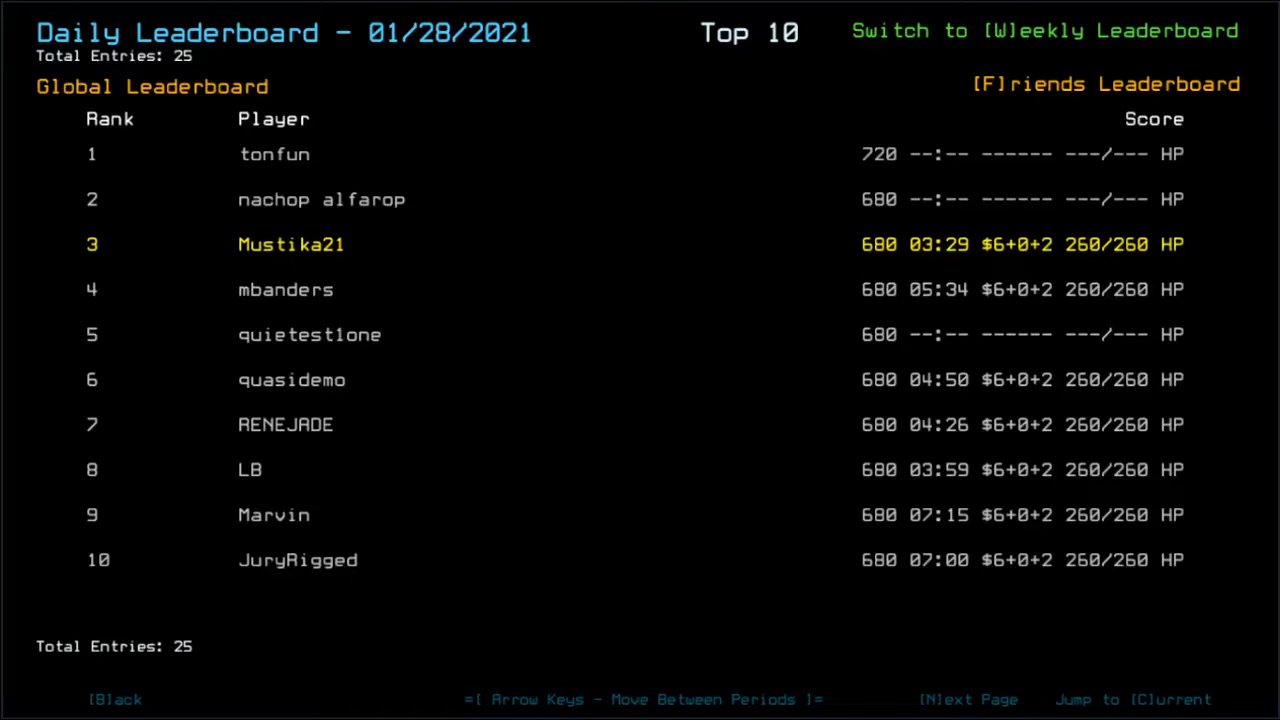 Daily Leaderboard - 01/28/2021 Top 10 Switch to [W]eekly Leaderboard
Total Entries: 25
Global Leaderboard [F]riends Leaderboard
Rank Player Score
1 tonfun 720 --:-- ------ ---/--- HP
2 nachop alfarop 680 --:-- ------ ---/--- HP
3 Mustika21 680 03:29 $6+0+2 260/260 HP
4 mbanders 680 05:34 $6+0+2 260/260 HP
5 quietest1one 680 --:-- ------ ---/--- HP
6 quasidemo 680 04:50 $6+0+2 260/260 HP
7 RENEJADE 680 04:26 $6+0+2 260/260 HP
8 LB 680 03:59 $6+0+2 260/260 HP
9 Marvin 680 07:15 $6+0+2 260/260 HP
10 JuryRigged 680 07:00 $6+0+2 260/260 HP
Total Entries: 25
[B]ack =[ Arrow Keys - Move Between Periods ]= [N]ext Page Jump to [C]urrent